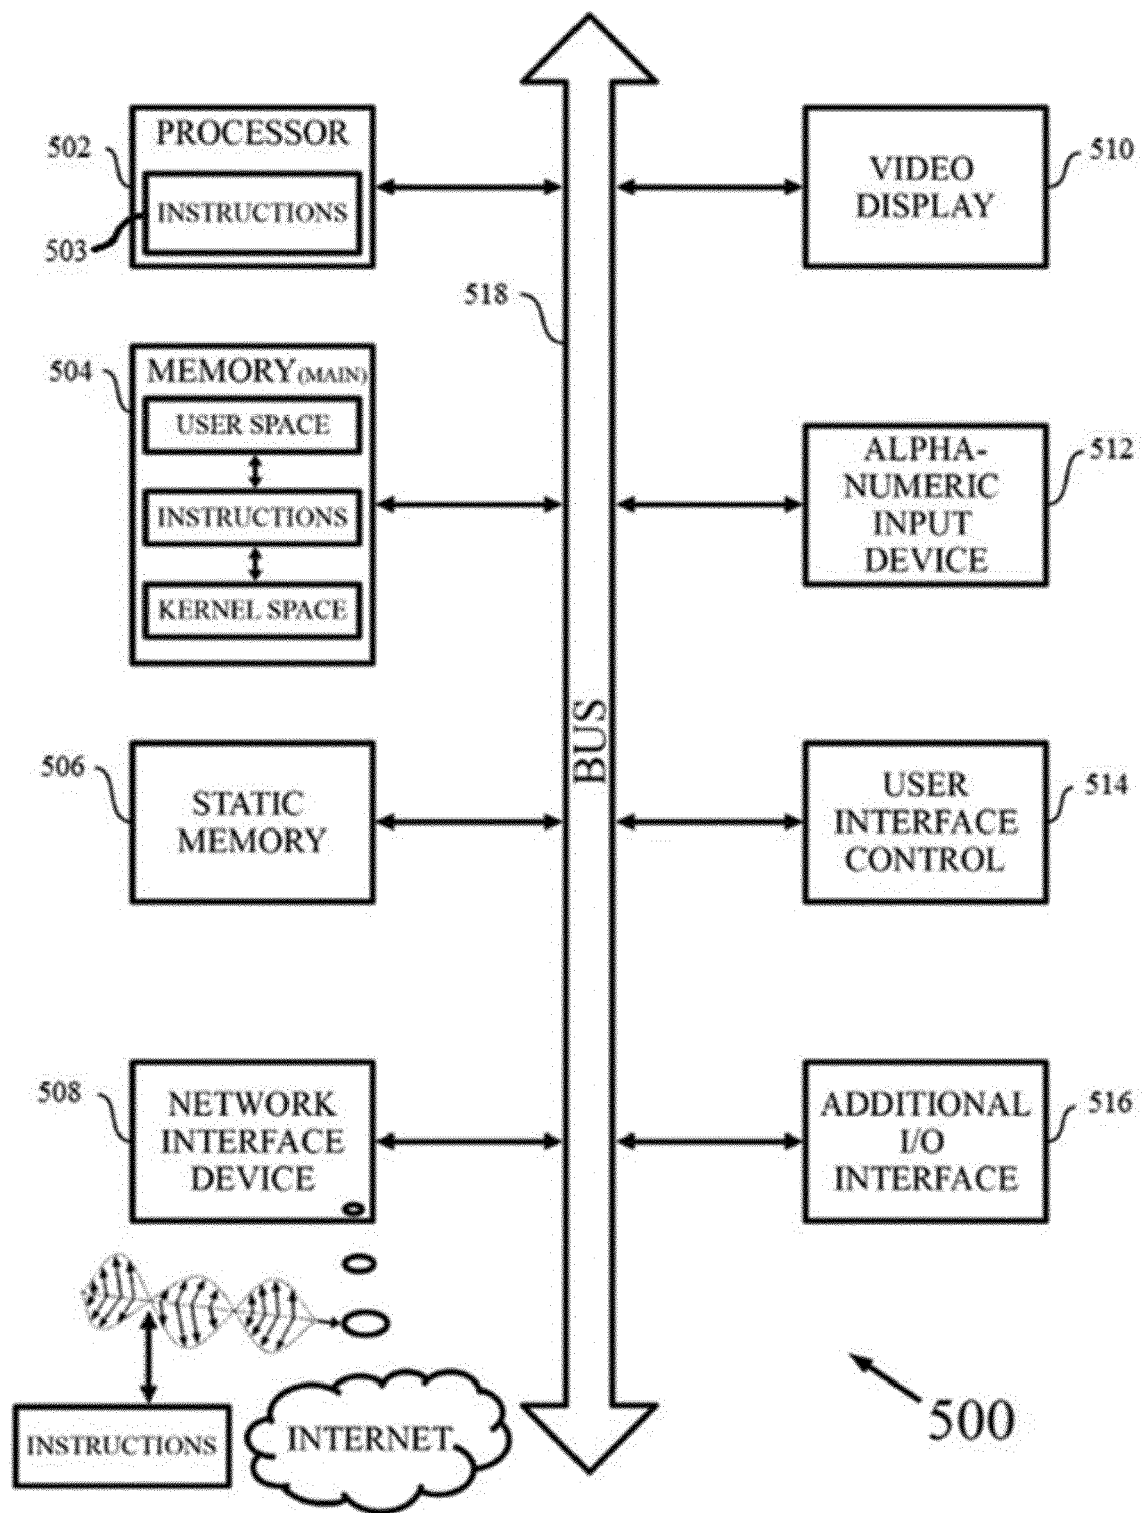 PROCESSOR
502
INSTRUCTIONS
503
VIDEO
DISPLAY
510
518
504
MEMORY(MAIN)
USER SPACE
INSTRUCTIONS
KERNEL SPACE
ALPHA-
NUMERIC
INPUT
DEVICE
512
BUS
506
STATIC
MEMORY
USER
INTERFACE
CONTROL
514
508
NETWORK
INTERFACE
DEVICE
ADDITIONAL
I/O
INTERFACE
516
INSTRUCTIONS
INTERNET
500